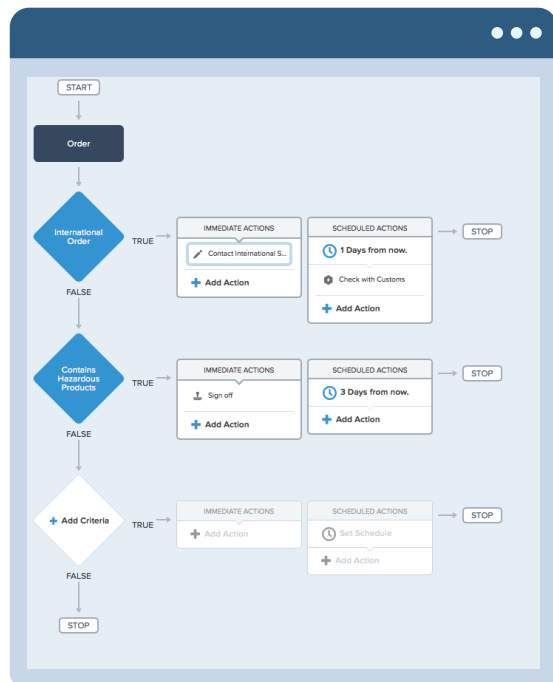 START
Order
International
Order
TRUE
IMMEDIATE ACTIONS
Contact International S...
Add Action
SCHEDULED ACTIONS
1 Days from now.
Check with Customs
Add Action
STOP
FALSE
Contains
Hazardous
Products
TRUE
IMMEDIATE ACTIONS
Sign off
Add Action
SCHEDULED ACTIONS
3 Days from now.
Add Action
STOP
FALSE
Add Criteria
TRUE
IMMEDIATE ACTIONS
Add Action
SCHEDULED ACTIONS
Set Schedule
Add Action
STOP
FALSE
STOP